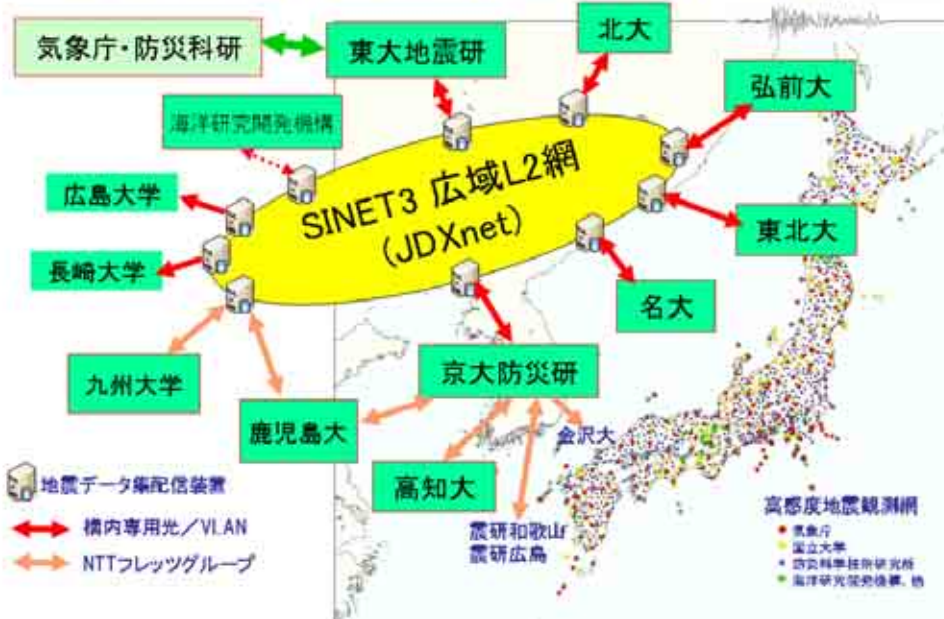 気象庁・防災科研
東大地震研
北大
弘前大
海洋研究開発機構
広島大学
SINET3 広域L2網
(JDXnet)
東北大
長崎大学
名大
九州大学
京大防災研
鹿児島大
金沢大
高知大
地震データ集配信装置
構内専用光/VLAN
NTTフレッツグループ
震研和歌山
震研広島
高感度地震観測網
気象庁
国立大学
防災科学技術研究所
海洋研究開発機構、他